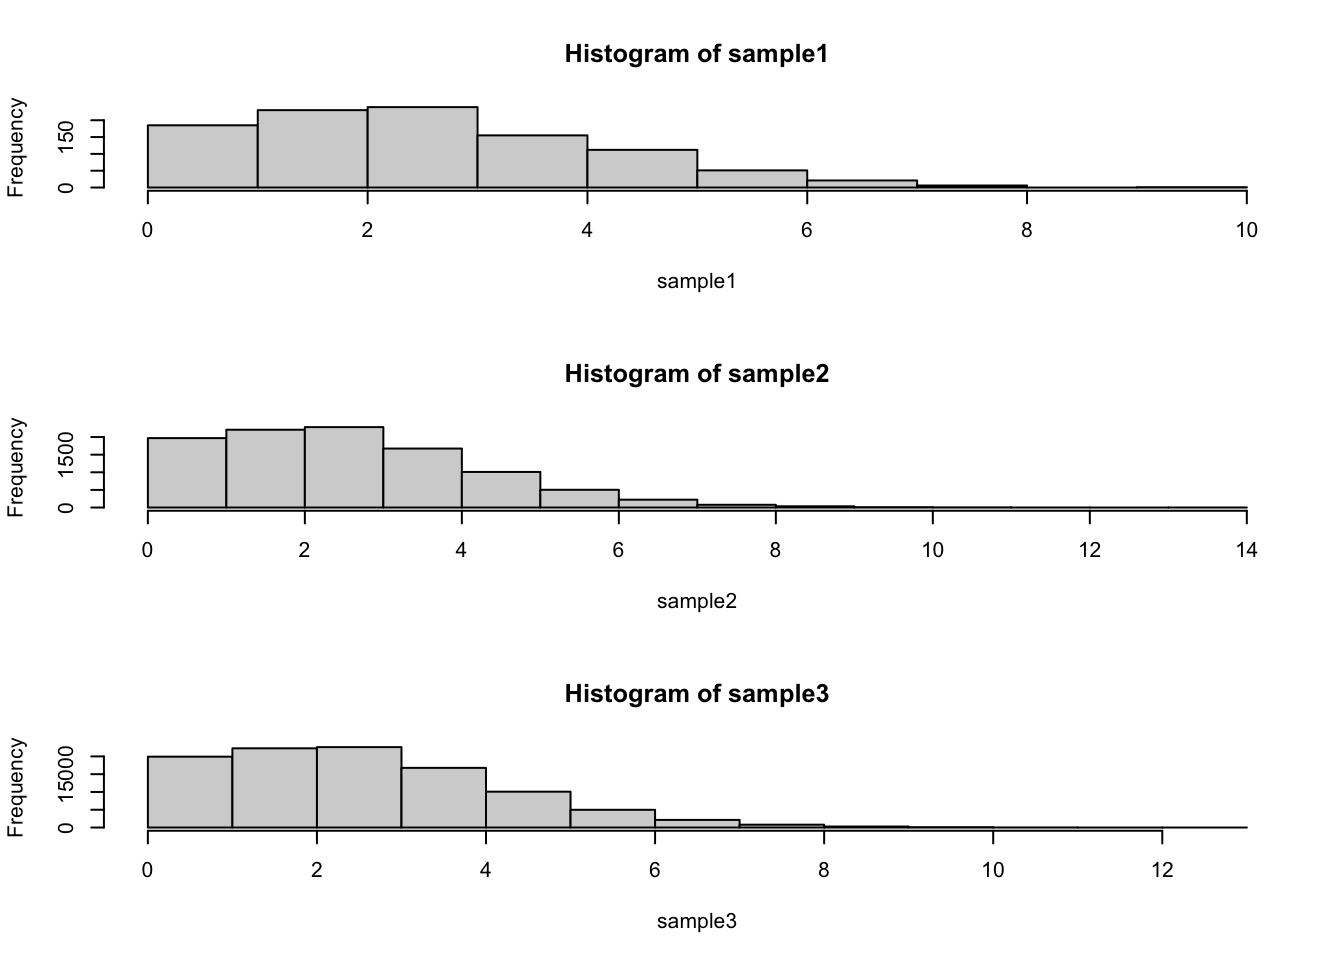 Histogram of sample1
Frequency
150
0
0 2 4 6 8 10
sample1
Histogram of sample2
Frequency
1500
0
0 2 4 6 8 10 12 14
sample2
Histogram of sample3
Frequency
15000
0
0 2 4 6 8 10 12
sample3